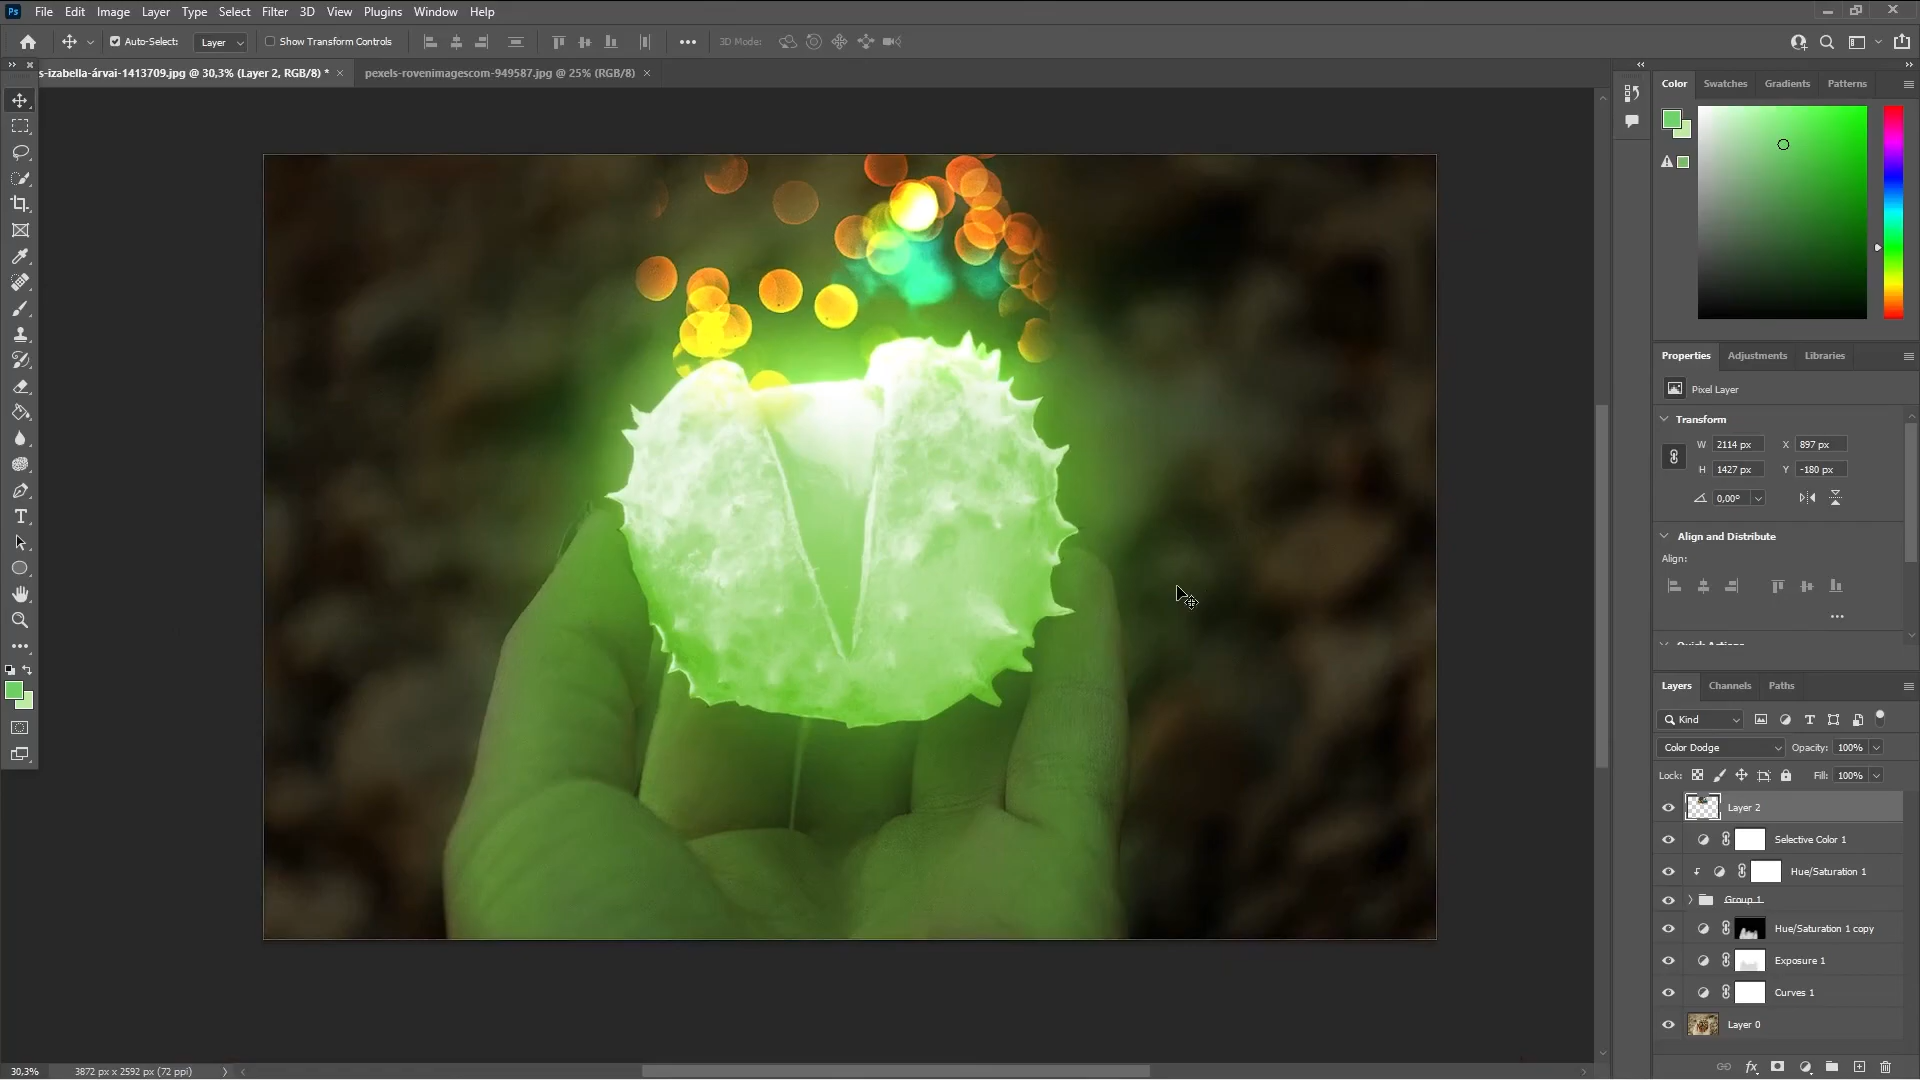 Ps File Edit Image Layer Type Select Filter 3D View Plugins Window Help
Auto-Select: Layer Show Transform Controls 3D Mode:
s-izabella-árvai-1413709.jpg @ 30,3% (Layer 2, RGB/8) * pexels-rovenimagescom-949587.jpg @ 25% (RGB/8)
Color Swatches Gradients Patterns
Properties Adjustments Libraries
Pixel Layer
Transform
W 2114 px X 897 px
H 1427 px Y -180 px
0,00°
Align and Distribute
Align:
Quick Actions
Layers Channels Paths
Kind
Color Dodge Opacity: 100%
Lock: Fill: 100%
Layer 2
Selective Color 1
Hue/Saturation 1
Group 1
Hue/Saturation 1 copy
Exposure 1
Curves 1
Layer 0
30,3% 3872 px x 2592 px (72 ppi)